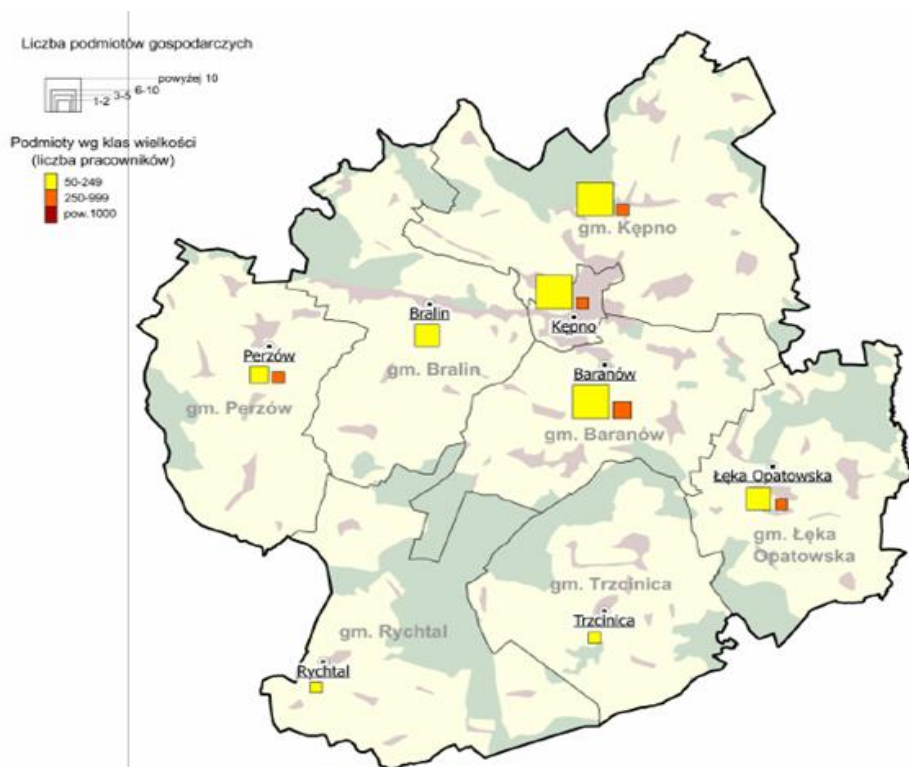 Liczba podmiotów gospodarczych
powyżej 10
6-10
3-5
1-2
Podmioty wg klas wielkości
(liczba pracowników)
50-249
250-999
pow.1000
gm. Kępno
Bralin
Kępno
Perzów
gm. Bralin
Baranów
gm. Perzów
gm. Baranów
Łęka Opatowska
gm. Łęka
Opatowska
gm. Trzcinica
Trzcinica
gm. Rychtal
Rychtal